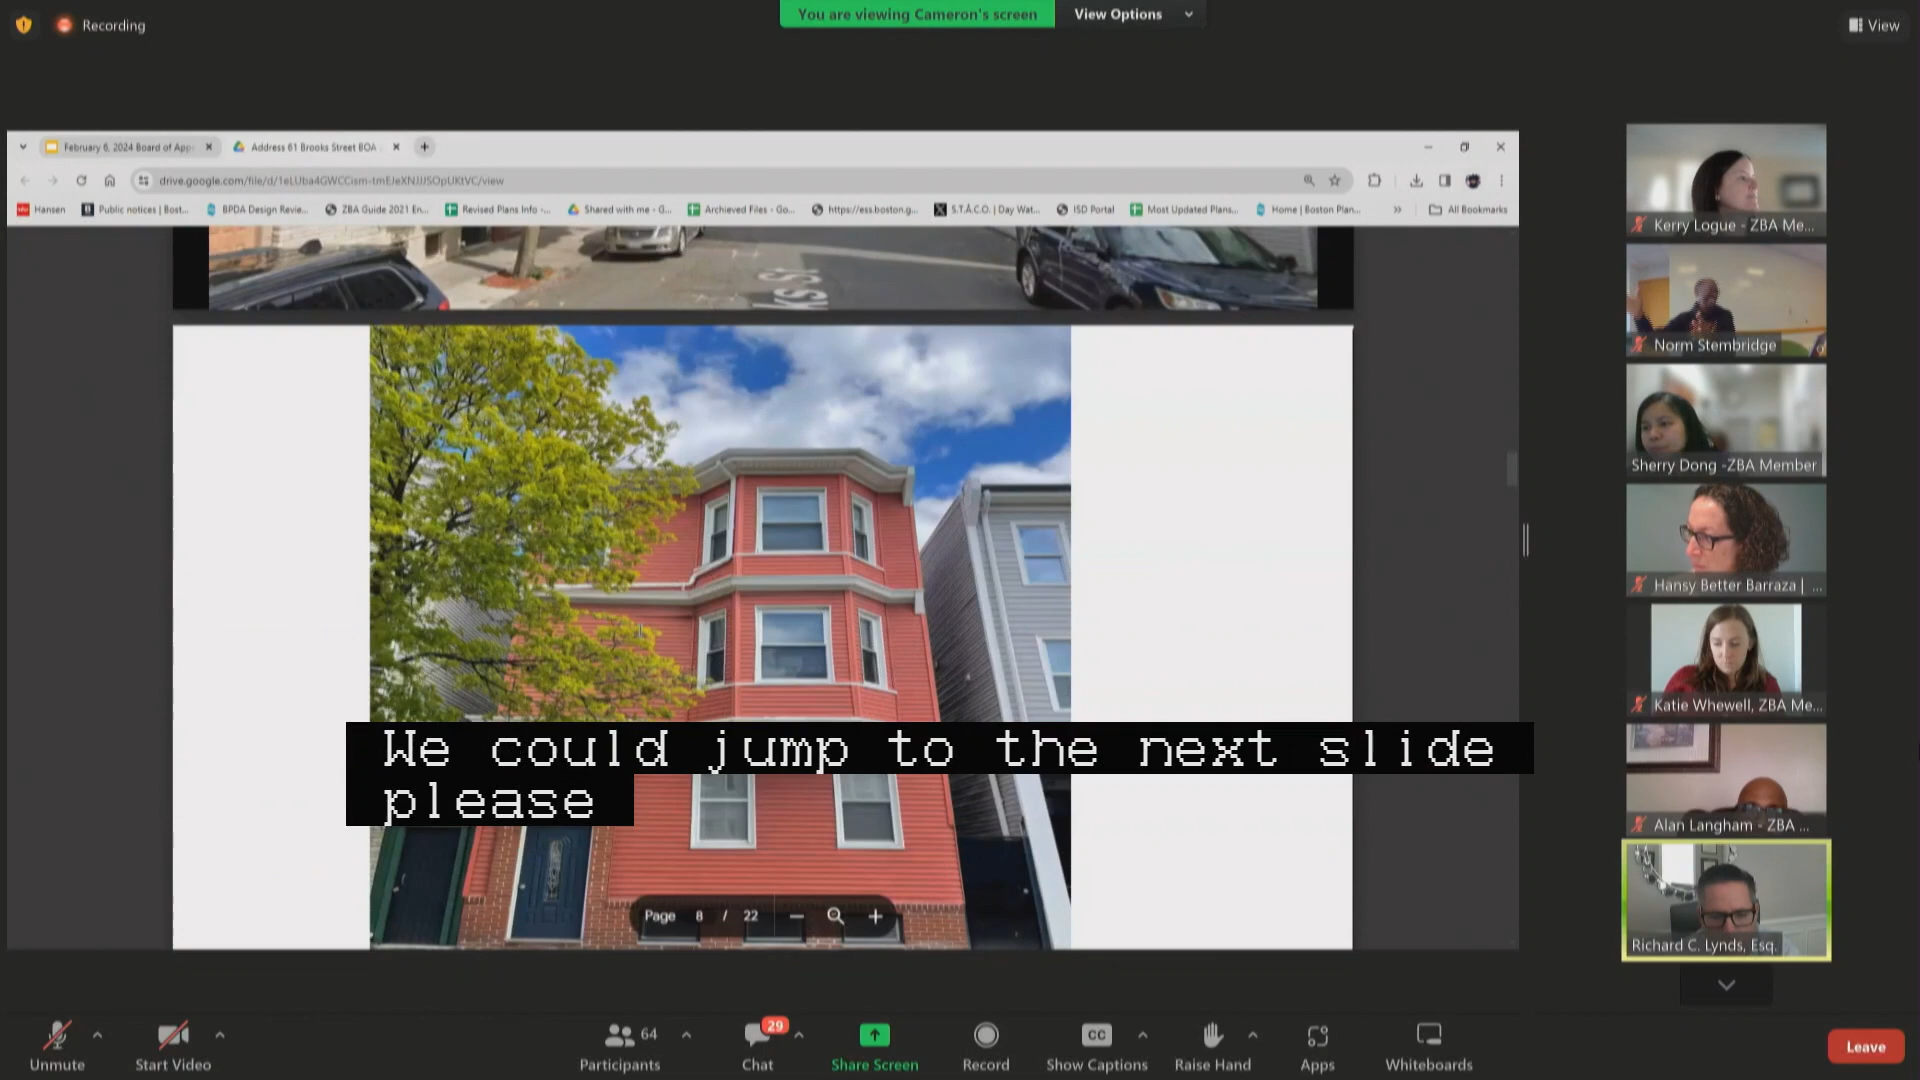 Recording
You are viewing Cameron's screen
View Options
View
February 6, 2024 Board of App
Address 61 Brooks Street BOA
drive.google.com/file/d/
/view
Hansen
Public notices | Bost...
BPDA Design Revie...
ZBA Guide 2021 En...
Revised Plans Info -...
Shared with me - G...
Archieved Files - Go...
https://ess.boston.g...
S.T.A.C.O. | Day Wat...
ISD Portal
Most Updated Plans...
Home | Boston Plan...
All Bookmarks
ks St
We could jump to the next slide
please
Page 8 / 22
Kerry Logue - ZBA Me...
Norm Stembridge
Sherry Dong -ZBA Member
Hansy Better Barraza | ...
Katie Whewell, ZBA Me...
Alan Langham - ZBA ...
Richard C. Lynds, Esq.
Unmute
Start Video
64
Participants
29
Chat
Share Screen
Record
CC
Show Captions
Raise Hand
Apps
Whiteboards
Leave